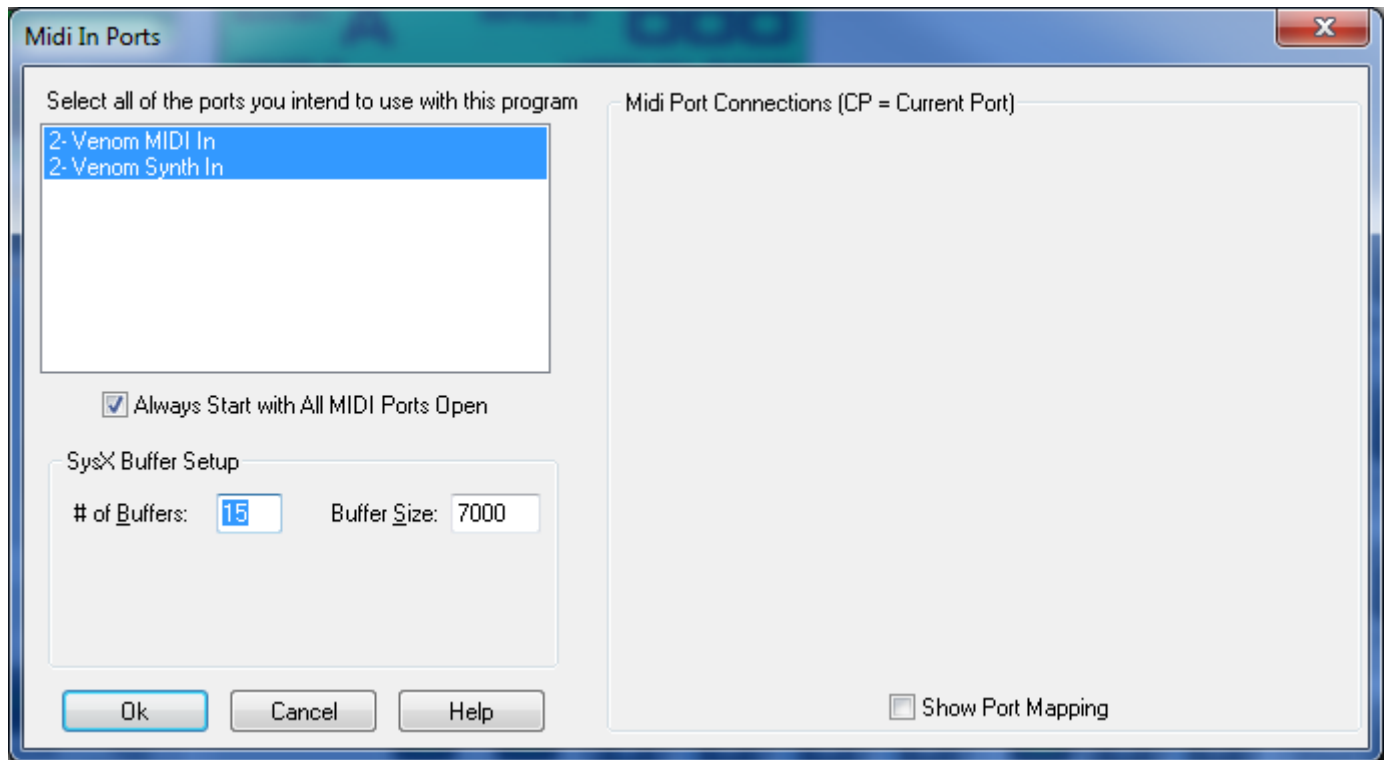 Midi In Ports
Select all of the ports you intend to use with this program
2- Venom MIDI In
2- Venom Synth In
Always Start with All MIDI Ports Open
SysX Buffer Setup
# of Buffers: 15 Buffer Size: 7000
Ok Cancel Help
Midi Port Connections (CP = Current Port)
Show Port Mapping